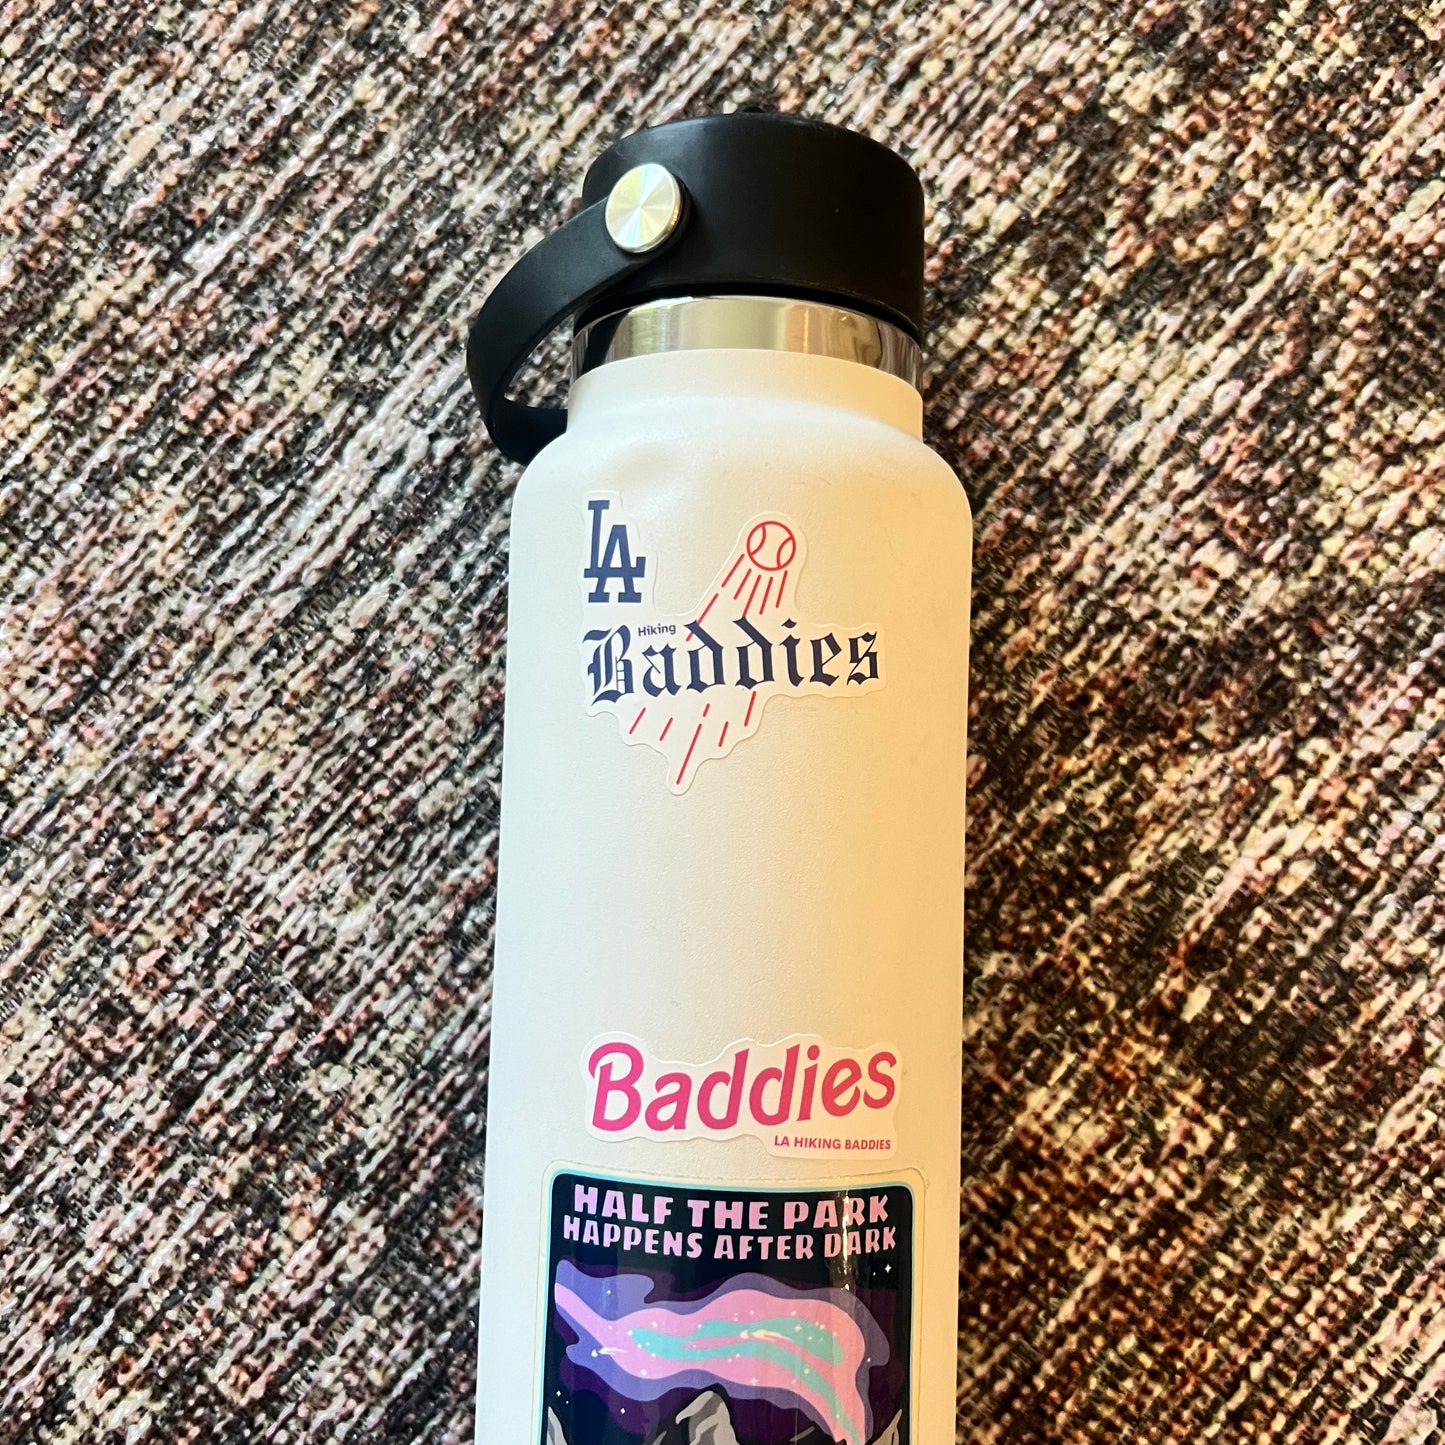 LA
Hiking
Baddies
Baddies
LA HIKING BADDIES
HALF THE PARK
HAPPENS AFTER DARK